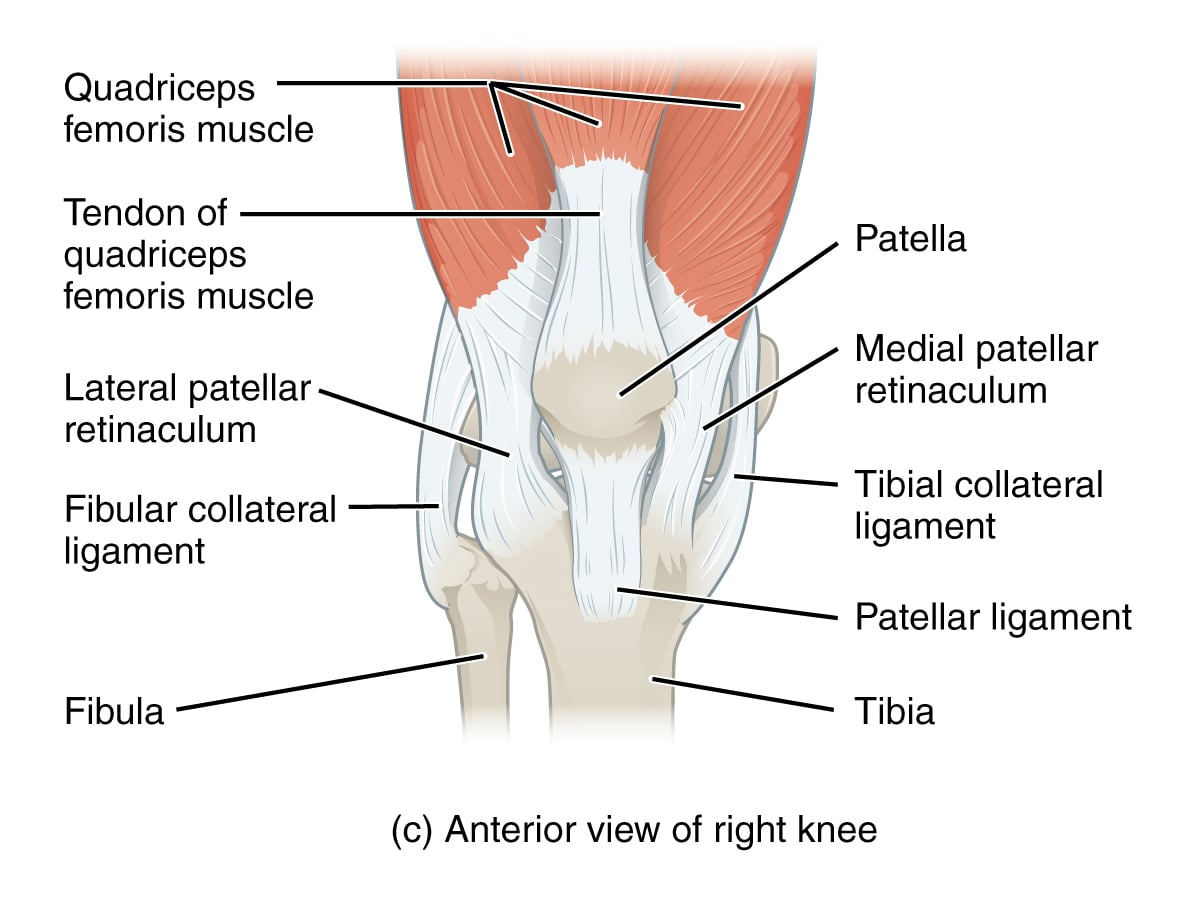 Quadriceps
femoris muscle
Tendon of
quadriceps
femoris muscle
Lateral patellar
retinaculum
Fibular collateral
ligament
Fibula
Patella
Medial patellar
retinaculum
Tibial collateral
ligament
Patellar ligament
Tibia
(c) Anterior view of right knee